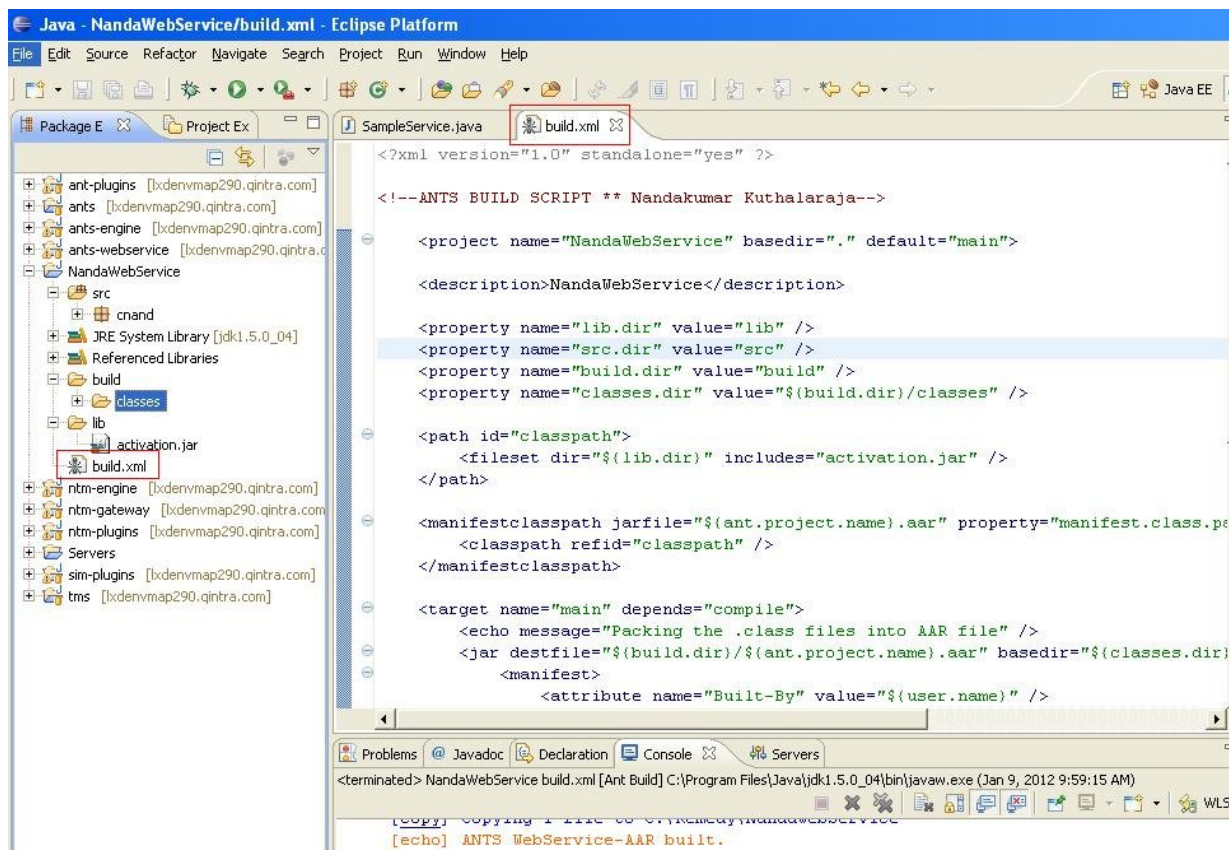 Java - NandaWebService/build.xml - Eclipse Platform
File Edit Source Refactor Navigate Search Project Run Window Help
Java EE
Package E
Project Ex
ant-plugins [lxdenvmap290.qintra.com]
ants [lxdenvmap290.qintra.com]
ants-engine [lxdenvmap290.qintra.com]
ants-webservice [lxdenvmap290.qintra.c
NandaWebService
src
cnand
JRE System Library [jdk1.5.0_04]
Referenced Libraries
build
classes
lib
activation.jar
build.xml
ntm-engine [lxdenvmap290.qintra.com]
ntm-gateway [lxdenvmap290.qintra.com
ntm-plugins [lxdenvmap290.qintra.com]
Servers
sim-plugins [lxdenvmap290.qintra.com]
tms [lxdenvmap290.qintra.com]
SampleService.java
build.xml
<?xml version="1.0" standalone="yes" ?>
<!--ANTS BUILD SCRIPT ** Nandakumar Kuthalaraja-->
<project name="NandaWebService" basedir="." default="main">
<description>NandaWebService</description>
<property name="lib.dir" value="lib" />
<property name="src.dir" value="src" />
<property name="build.dir" value="build" />
<property name="classes.dir" value="${build.dir}/classes" />
<path id="classpath">
<fileset dir="${lib.dir}" includes="activation.jar" />
</path>
<manifestclasspath jarfile="${ant.project.name}.aar" property="manifest.class.pa
<classpath refid="classpath" />
</manifestclasspath>
<target name="main" depends="compile">
<echo message="Packing the .class files into AAR file" />
<jar destfile="${build.dir}/${ant.project.name}.aar" basedir="${classes.dir}
<manifest>
<attribute name="Built-By" value="${user.name}" />
Problems @ Javadoc Declaration Console Servers
<terminated> NandaWebService build.xml [Ant Build] C:\Program Files\Java\jdk1.5.0_04\bin\javaw.exe (Jan 9, 2012 9:59:15 AM)
WLS
[copy] Copying 1 file to C:\Remedy\NandaWebService
[echo] ANTS WebService-AAR built.